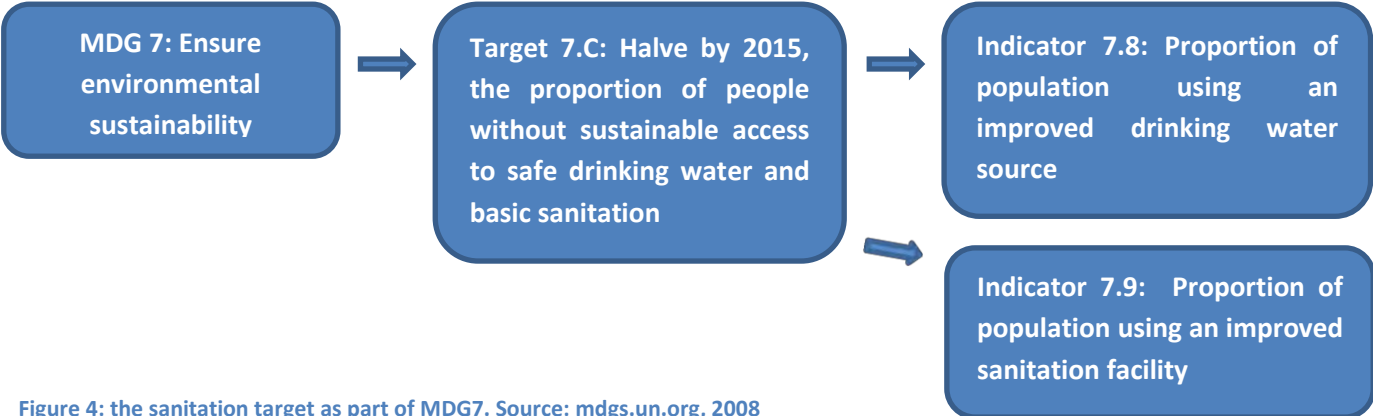 MDG 7: Ensure
environmental
sustainability
Target 7.C: Halve by 2015,
the proportion of people
without sustainable access
to safe drinking water and
basic sanitation
Indicator 7.8: Proportion of
population using an
improved drinking water
source
Indicator 7.9: Proportion of
population using an improved
sanitation facility
Figure 4: the sanitation target as part of MDG7. Source: mdgs.un.org. 2008